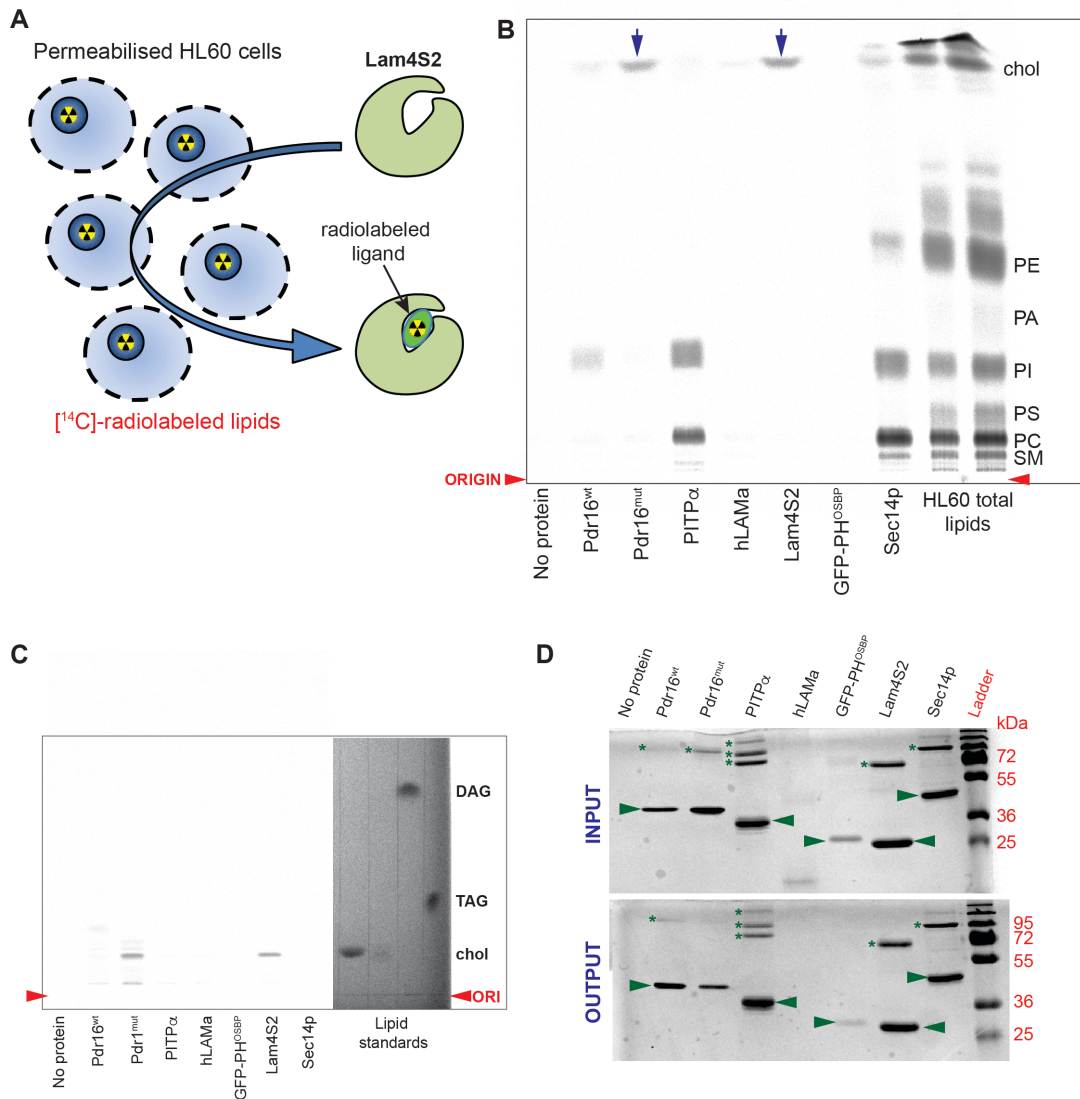 A
Permeabilised HL60 cells
Lam4S2
radiolabeled
ligand
[¹⁴C]-radiolabeled lipids
B
chol
PE
PA
PI
PS
PC
SM
ORIGIN
No protein
Pdr16ʷᵗ
Pdr16ᵐᵘᵗ
PITPα
hLAMa
Lam4S2
GFP-PHᴼˢᴮᴾ
Sec14p
HL60 total
lipids
C
DAG
TAG
chol
ORI
No protein
Pdr16ʷᵗ
Pdr1ᵐᵘᵗ
PITPα
hLAMa
GFP-PHᴼˢᴮᴾ
Lam4S2
Sec14p
Lipid
standards
D
No protein
Pdr16ʷᵗ
Pdr16ᵐᵘᵗ
PITPα
hLAMa
GFP-PHᴼˢᴮᴾ
Lam4S2
Sec14p
Ladder
kDa
INPUT
72
55
36
25
OUTPUT
95
72
55
36
25